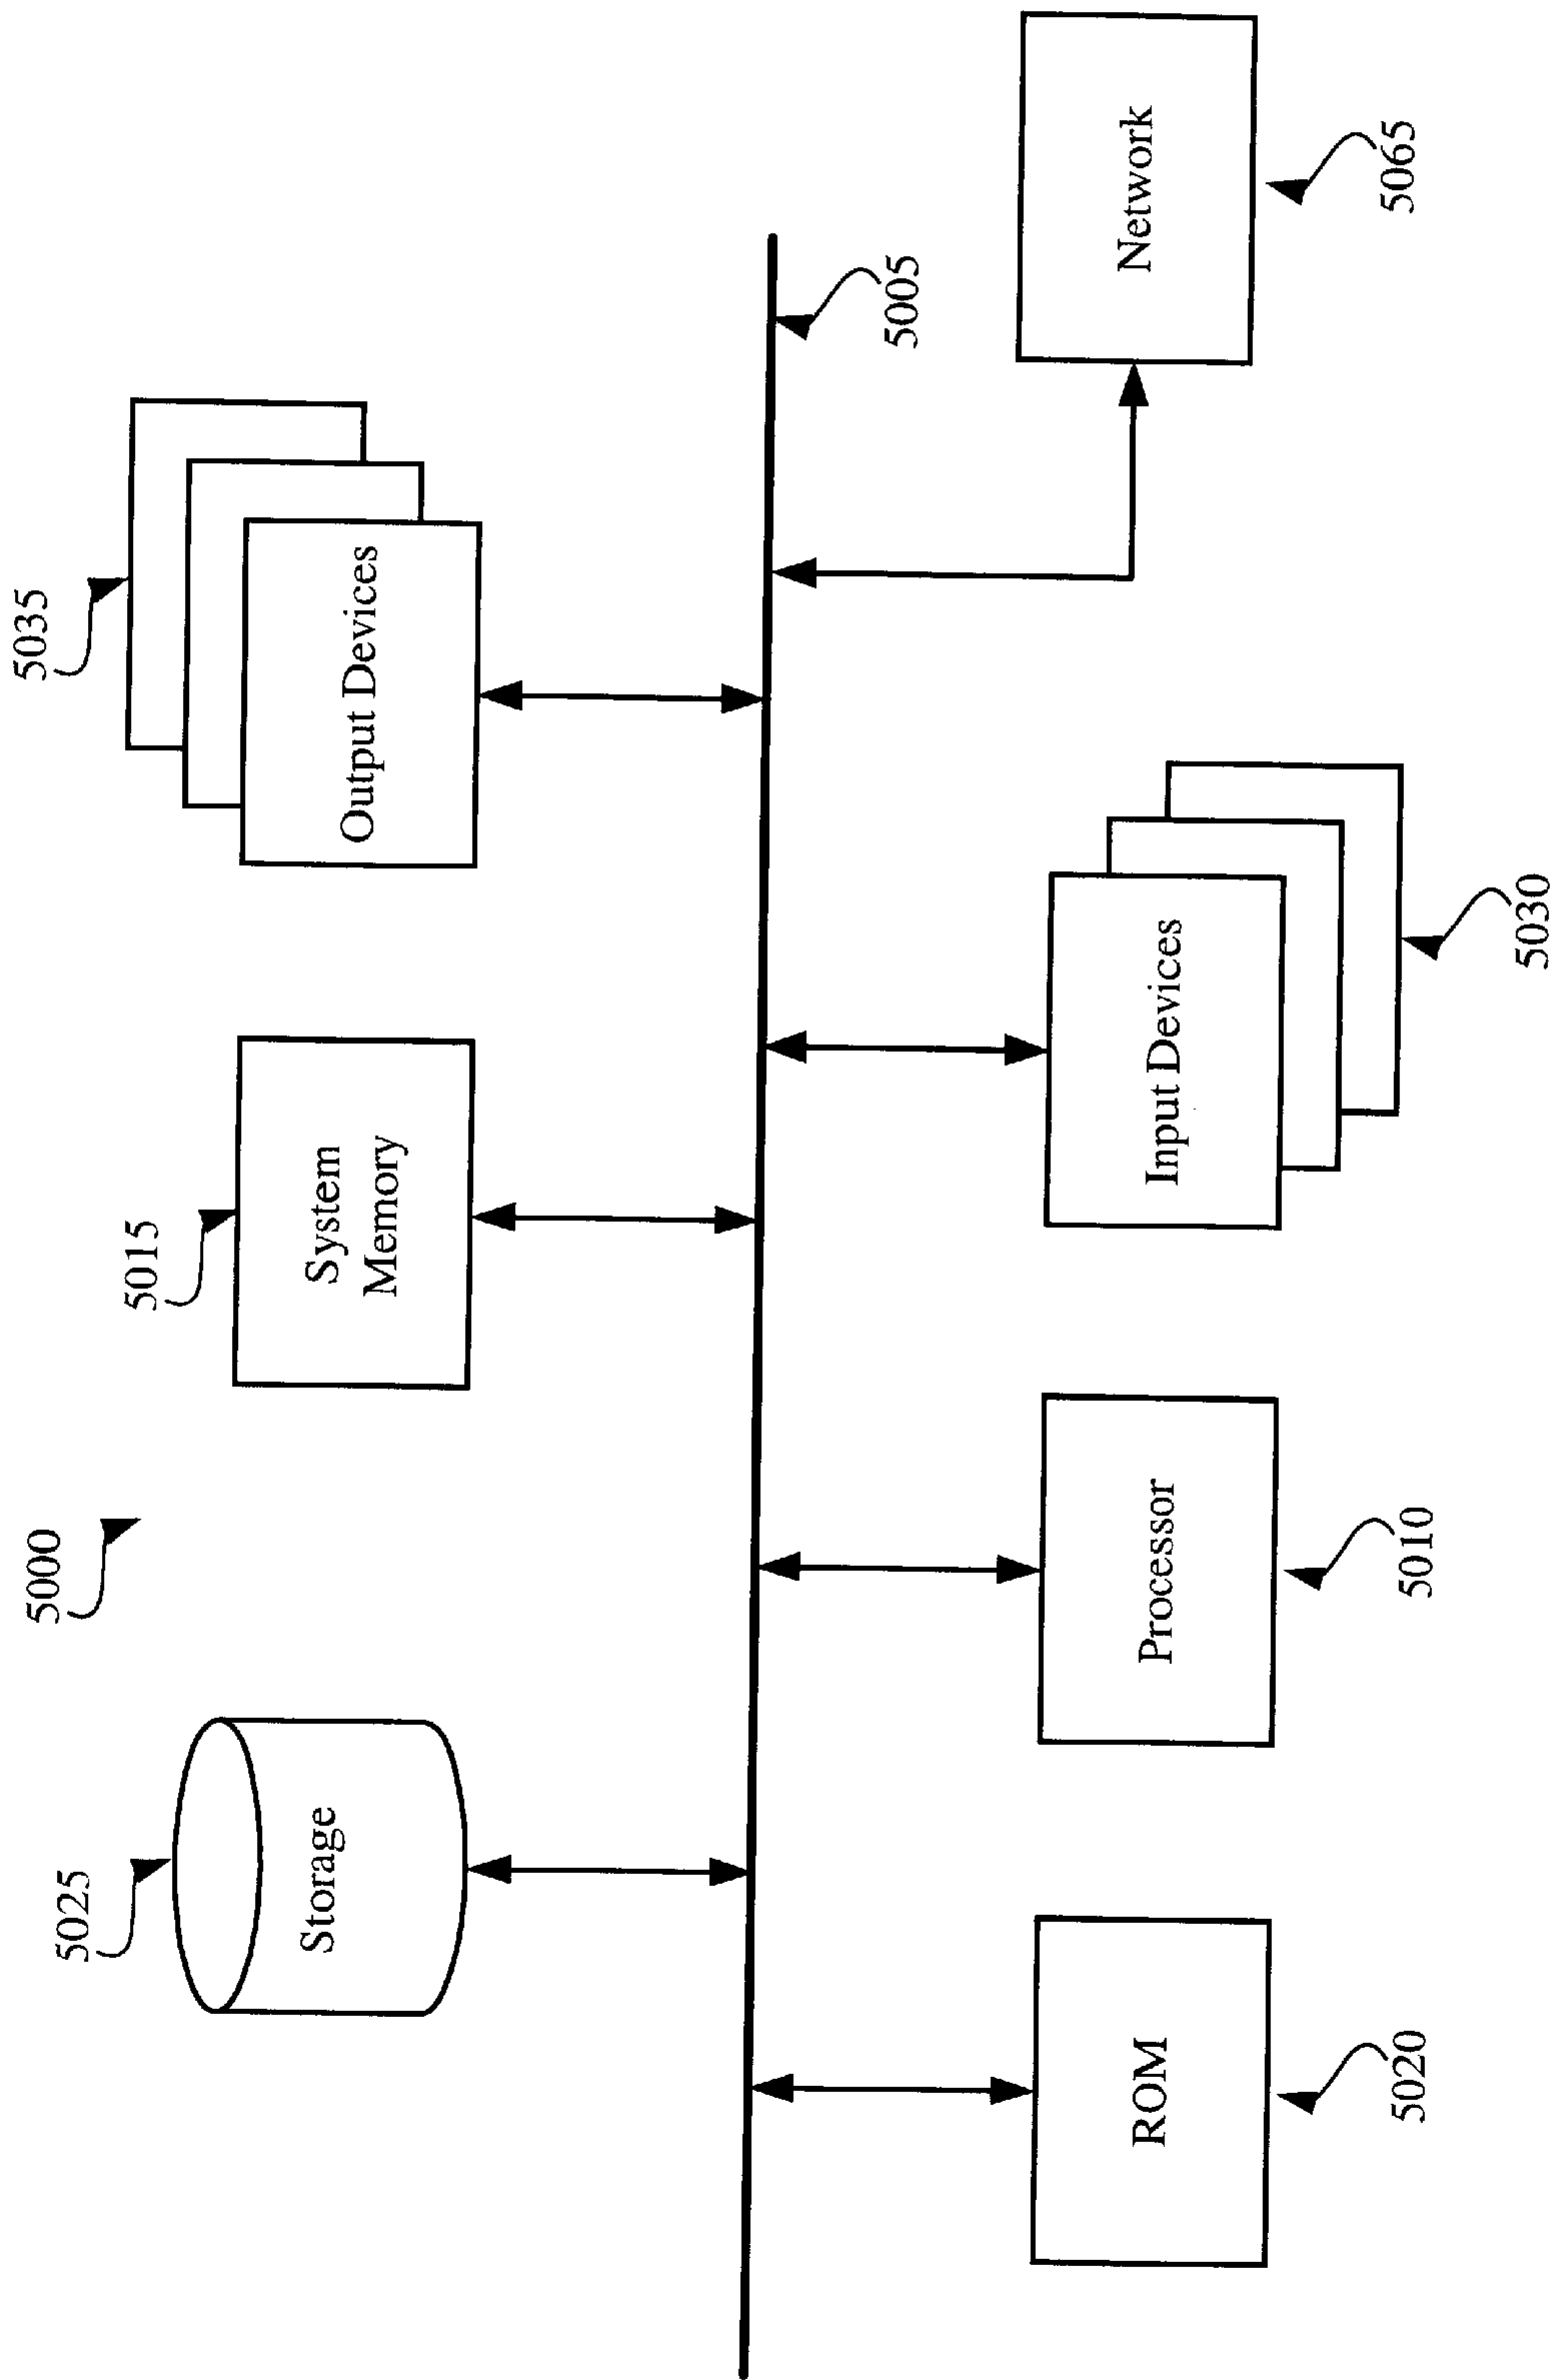 5000
5025
5015
5035
Storage
System
Memory
Output Devices
5005
ROM
Processor
Input Devices
Network
5020
5010
5030
5065